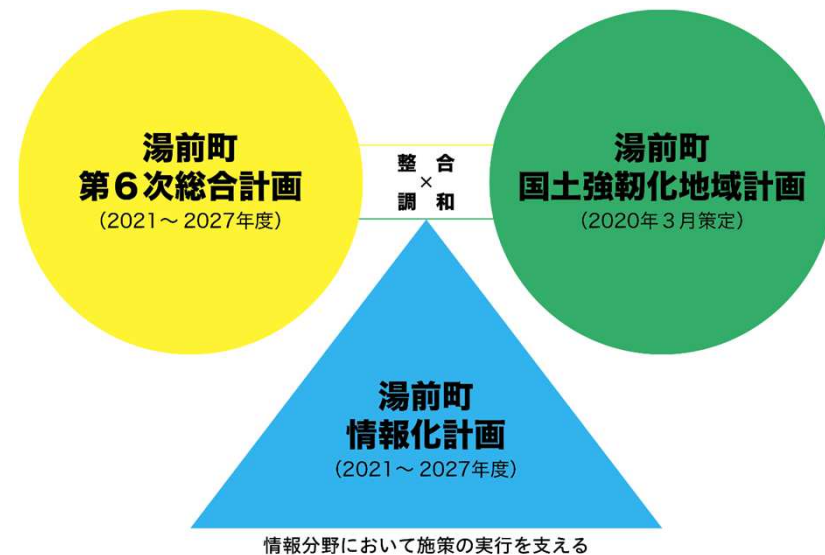 湯前町
第6次総合計画
（2021～2027年度）
整 合
×
調 和
湯前町
国土強靭化地域計画
（2020年3月策定）
湯前町
情報化計画
（2021～2027年度）
情報分野において施策の実行を支える